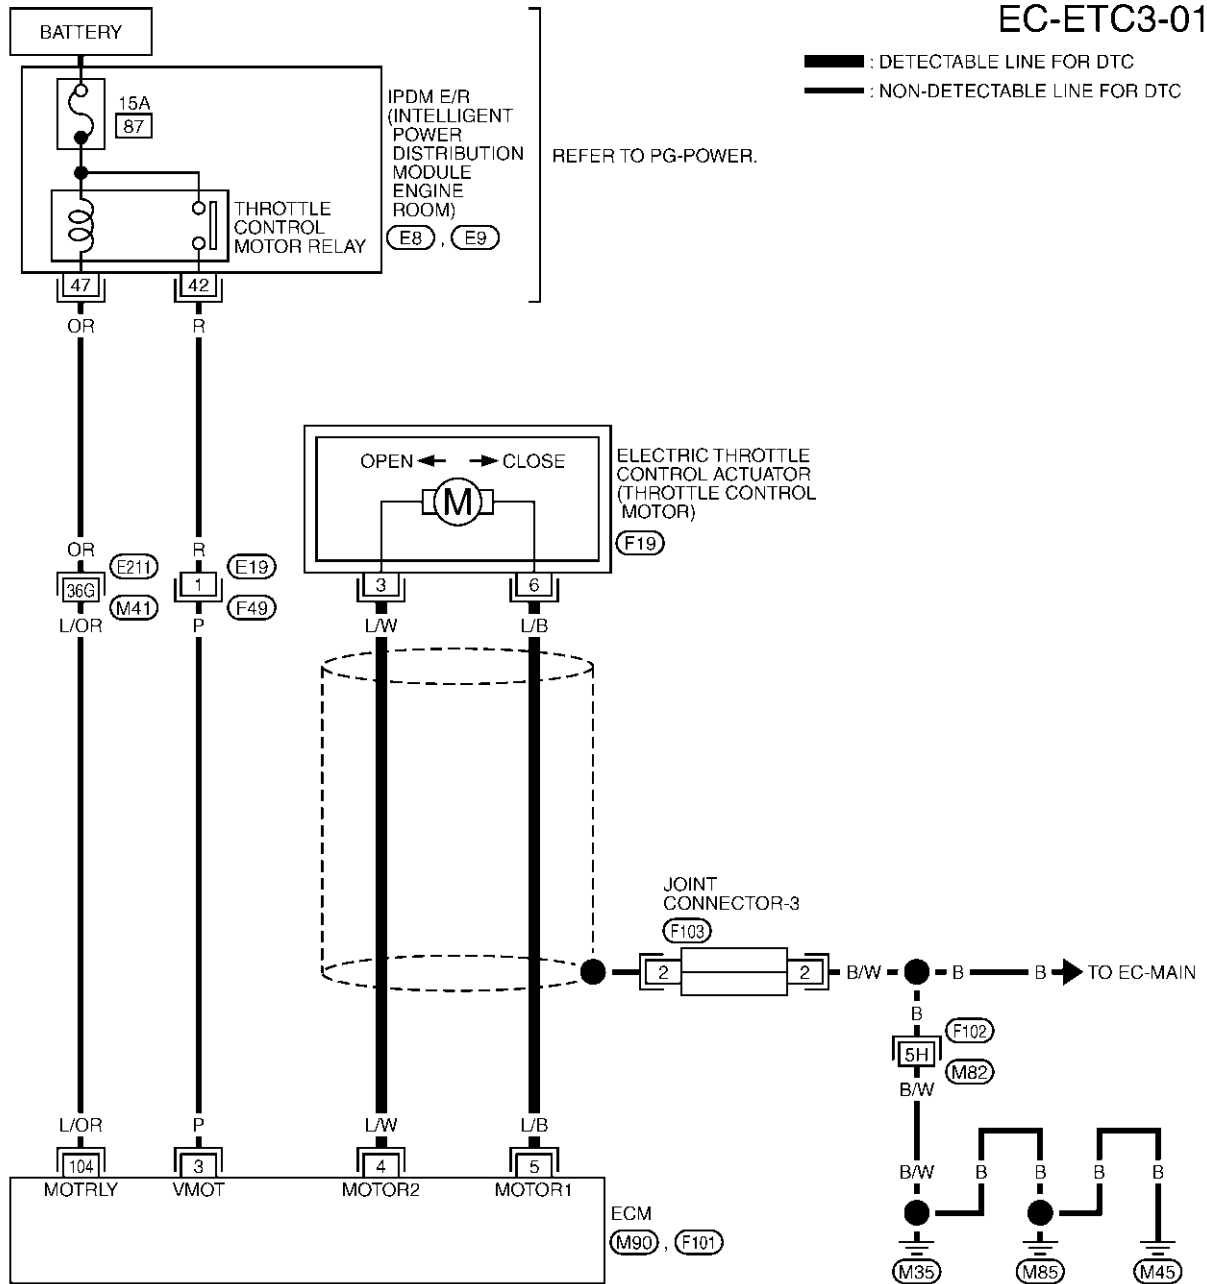 EC-ETC3-01
BATTERY
: DETECTABLE LINE FOR DTC
: NON-DETECTABLE LINE FOR DTC
15A
87
IPDM E/R
(INTELLIGENT
POWER
DISTRIBUTION
MODULE
ENGINE
ROOM)
E8 , E9
REFER TO PG-POWER.
THROTTLE
CONTROL
MOTOR RELAY
47 42
OR R
OPEN CLOSE
M
ELECTRIC THROTTLE
CONTROL ACTUATOR
(THROTTLE CONTROL
MOTOR)
F19
OR R
E211 E19
36G 1 3 6
M41 F49
L/OR P L/W L/B
JOINT
CONNECTOR-3
F103
2 2 B/W B B TO EC-MAIN
B
F102
5H
M82
B/W
L/OR P L/W L/B
104 3 4 5
B/W B B B B
MOTRLY VMOT MOTOR2 MOTOR1
ECM
M90 , F101
M35 M85 M45